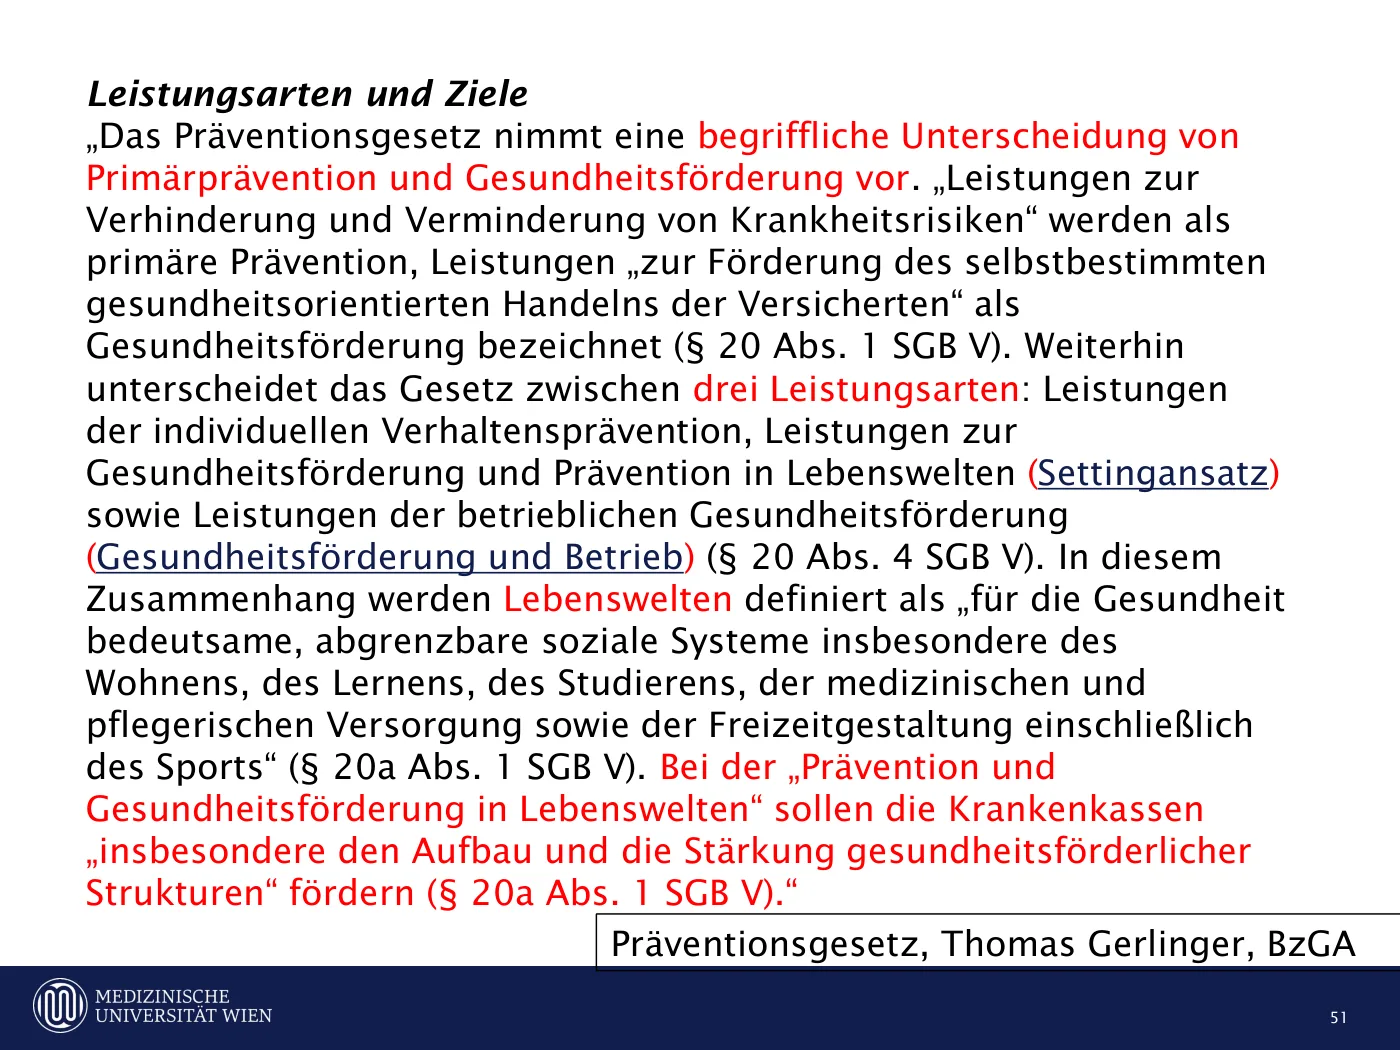 Leistungsarten und Ziele
„Das Präventionsgesetz nimmt eine begriffliche Unterscheidung von
Primärprävention und Gesundheitsförderung vor. „Leistungen zur
Verhinderung und Verminderung von Krankheitsrisiken“ werden als
primäre Prävention, Leistungen „zur Förderung des selbstbestimmten
gesundheitsorientierten Handelns der Versicherten“ als
Gesundheitsförderung bezeichnet (§ 20 Abs. 1 SGB V). Weiterhin
unterscheidet das Gesetz zwischen drei Leistungsarten: Leistungen
der individuellen Verhaltensprävention, Leistungen zur
Gesundheitsförderung und Prävention in Lebenswelten (Settingansatz)
sowie Leistungen der betrieblichen Gesundheitsförderung
(Gesundheitsförderung und Betrieb) (§ 20 Abs. 4 SGB V). In diesem
Zusammenhang werden Lebenswelten definiert als „für die Gesundheit
bedeutsame, abgrenzbare soziale Systeme insbesondere des
Wohnens, des Lernens, des Studierens, der medizinischen und
pflegerischen Versorgung sowie der Freizeitgestaltung einschließlich
des Sports“ (§ 20a Abs. 1 SGB V). Bei der „Prävention und
Gesundheitsförderung in Lebenswelten“ sollen die Krankenkassen
„insbesondere den Aufbau und die Stärkung gesundheitsförderlicher
Strukturen“ fördern (§ 20a Abs. 1 SGB V).“
Präventionsgesetz, Thomas Gerlinger, BzGA
MEDIZINISCHE
UNIVERSITÄT WIEN
51